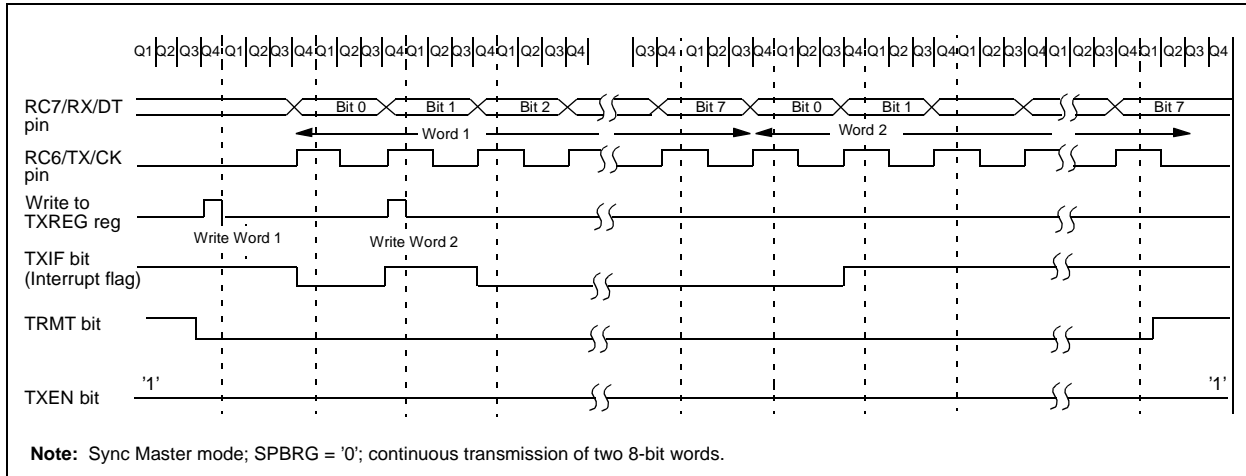 Q1 Q2 Q3 Q4 Q1 Q2 Q3 Q4 Q1 Q2 Q3 Q4 Q1 Q2 Q3 Q4 Q1 Q2 Q3 Q4 Q3 Q4 Q1 Q2 Q3 Q4 Q1 Q2 Q3 Q4 Q1 Q2 Q3 Q4 Q1 Q2 Q3 Q4 Q1 Q2 Q3 Q4 Q1 Q2 Q3 Q4
RC7/RX/DT Bit 0 Bit 1 Bit 2 Bit 7 Bit 0 Bit 1 Bit 7
pin
Word 1 Word 2
RC6/TX/CK
pin
Write to
TXREG reg
Write Word 1 Write Word 2
TXIF bit
(Interrupt flag)
TRMT bit
'1' '1'
TXEN bit
Note: Sync Master mode; SPBRG = '0'; continuous transmission of two 8-bit words.